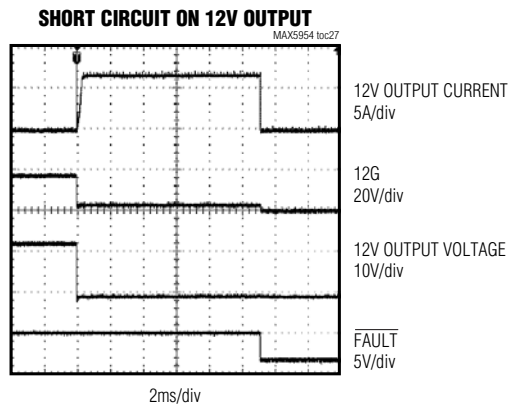 SHORT CIRCUIT ON 12V OUTPUT
MAX5954 toc27
12V OUTPUT CURRENT
5A/div
12G
20V/div
12V OUTPUT VOLTAGE
10V/div
FAULT
5V/div
2ms/div